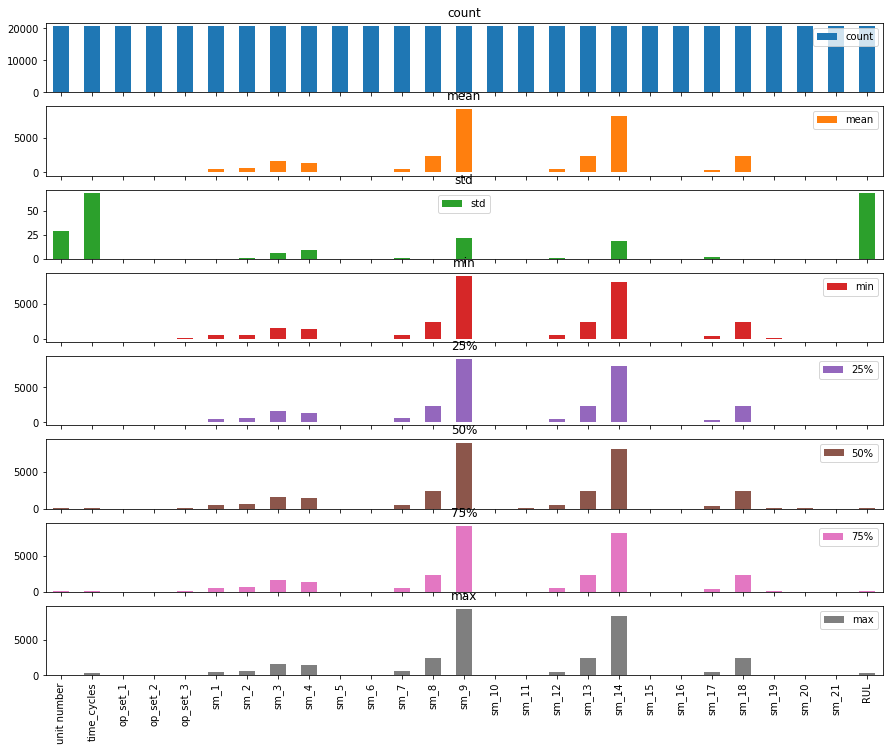 count
20000
10000
0
count
mean
5000
0
mean
std
50
25
0
std
min
5000
0
min
25%
5000
0
25%
50%
5000
0
50%
75%
5000
0
75%
max
5000
0
max
unit number
time_cycles
op_set_1
op_set_2
op_set_3
sm_1
sm_2
sm_3
sm_4
sm_5
sm_6
sm_7
sm_8
sm_9
sm_10
sm_11
sm_12
sm_13
sm_14
sm_15
sm_16
sm_17
sm_18
sm_19
sm_20
sm_21
RUL